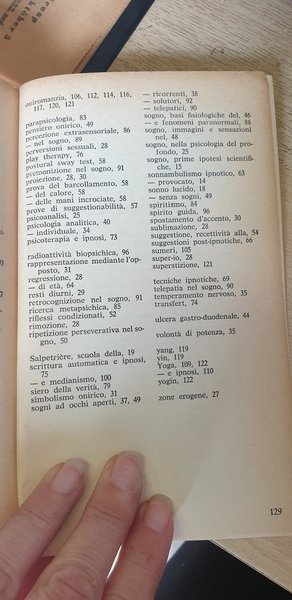 oniromanzia, 106, 112, 114, 116,
117, 120, 121
parapsicologia, 83
pensiero onirico, 49
percezione extrasensoriale, 86
— nel sogno, 89
perversioni sessuali, 28
play therapy, 76
postural sway test, 58
premonizione nel sogno, 91
proiezione, 28, 30
prova del barcollamento, 58
— del calore, 58
— delle mani incrociate, 58
prove di suggestionabilità, 57
psicoanalisi, 25
psicologia analitica, 40
— individuale, 34
psicoterapia e ipnosi, 73
radioattività biopsichica, 96
rappresentazione mediante l'op-
posto, 31
regressione, 28
— di età, 64
resti diurni, 29
retrocognizione nel sogno, 91
ricerca metapsichica, 85
riflessi condizionati, 52
rimozione, 28
ripetizione perseverativa nel so-
gno, 50
Salpetrière, scuola della, 19
scrittura automatica e ipnosi,
75
— e medianismo, 100
siero della verità, 79
simbolismo onirico, 31
sogni ad occhi aperti, 37, 49
— ricorrenti, 38
— solutori, 92
— telepatici, 90
sogno, basi fisiologiche del, 46
— e fenomeni paranormali, 88
sogno, immagini e sensazioni
nel, 48
sogno, nella psicologia del pro-
fondo, 25
sogno, prime ipotesi scientifi-
che, 15
sonnambulismo ipnotico, 63
— provocato, 14
sonno lucido, 18
— senza sogni, 49
spiritismo, 84
spirito guida, 96
spostamento d'accento, 30
sublimazione, 28
suggestione, recettività alla, 54
suggestioni post-ipnotiche, 66
sumeri, 105
super-io, 28
superstizione, 121
tecniche ipnotiche, 69
telepatia nel sogno, 90
temperamento nervoso, 35
transfert, 74
ulcera gastro-duodenale, 44
volontà di potenza, 35
yang, 119
yin, 119
Yoga, 109, 122
— e ipnosi, 110
yogin, 122
zone erogene, 27
129